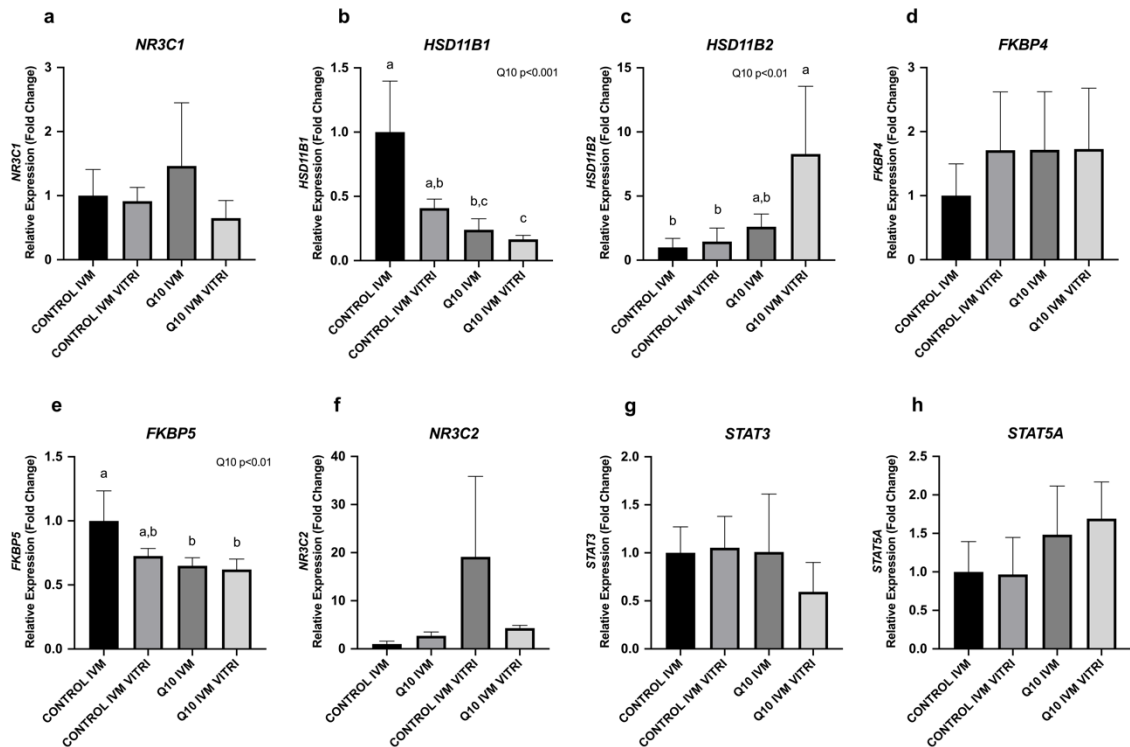 a
NR3C1
NR3C1
Relative Expression (Fold Change)
3
2
1
0
CONTROL IVM
CONTROL IVM VITRI
Q10 IVM
Q10 IVM VITRI
b
HSD11B1
Q10 p<0.001
HSD11B1
Relative Expression (Fold Change)
1.5
1.0
0.5
0.0
a
a,b
b,c
c
CONTROL IVM
CONTROL IVM VITRI
Q10 IVM
Q10 IVM VITRI
c
HSD11B2
Q10 p<0.01
HSD11B2
Relative Expression (Fold Change)
15
10
5
0
b
b
a,b
a
CONTROL IVM
CONTROL IVM VITRI
Q10 IVM
Q10 IVM VITRI
d
FKBP4
FKBP4
Relative Expression (Fold Change)
3
2
1
0
CONTROL IVM
CONTROL IVM VITRI
Q10 IVM
Q10 IVM VITRI
e
FKBP5
Q10 p<0.01
FKBP5
Relative Expression (Fold Change)
1.5
1.0
0.5
0.0
a
a,b
b
b
CONTROL IVM
CONTROL IVM VITRI
Q10 IVM
Q10 IVM VITRI
f
NR3C2
NR3C2
Relative Expression (Fold Change)
40
30
20
10
0
CONTROL IVM
Q10 IVM
CONTROL IVM VITRI
Q10 IVM VITRI
g
STAT3
STAT3
Relative Expression (Fold Change)
2.0
1.5
1.0
0.5
0.0
CONTROL IVM
CONTROL IVM VITRI
Q10 IVM
Q10 IVM VITRI
h
STAT5A
STAT5A
Relative Expression (Fold Change)
2.5
2.0
1.5
1.0
0.5
0.0
CONTROL IVM
CONTROL IVM VITRI
Q10 IVM
Q10 IVM VITRI